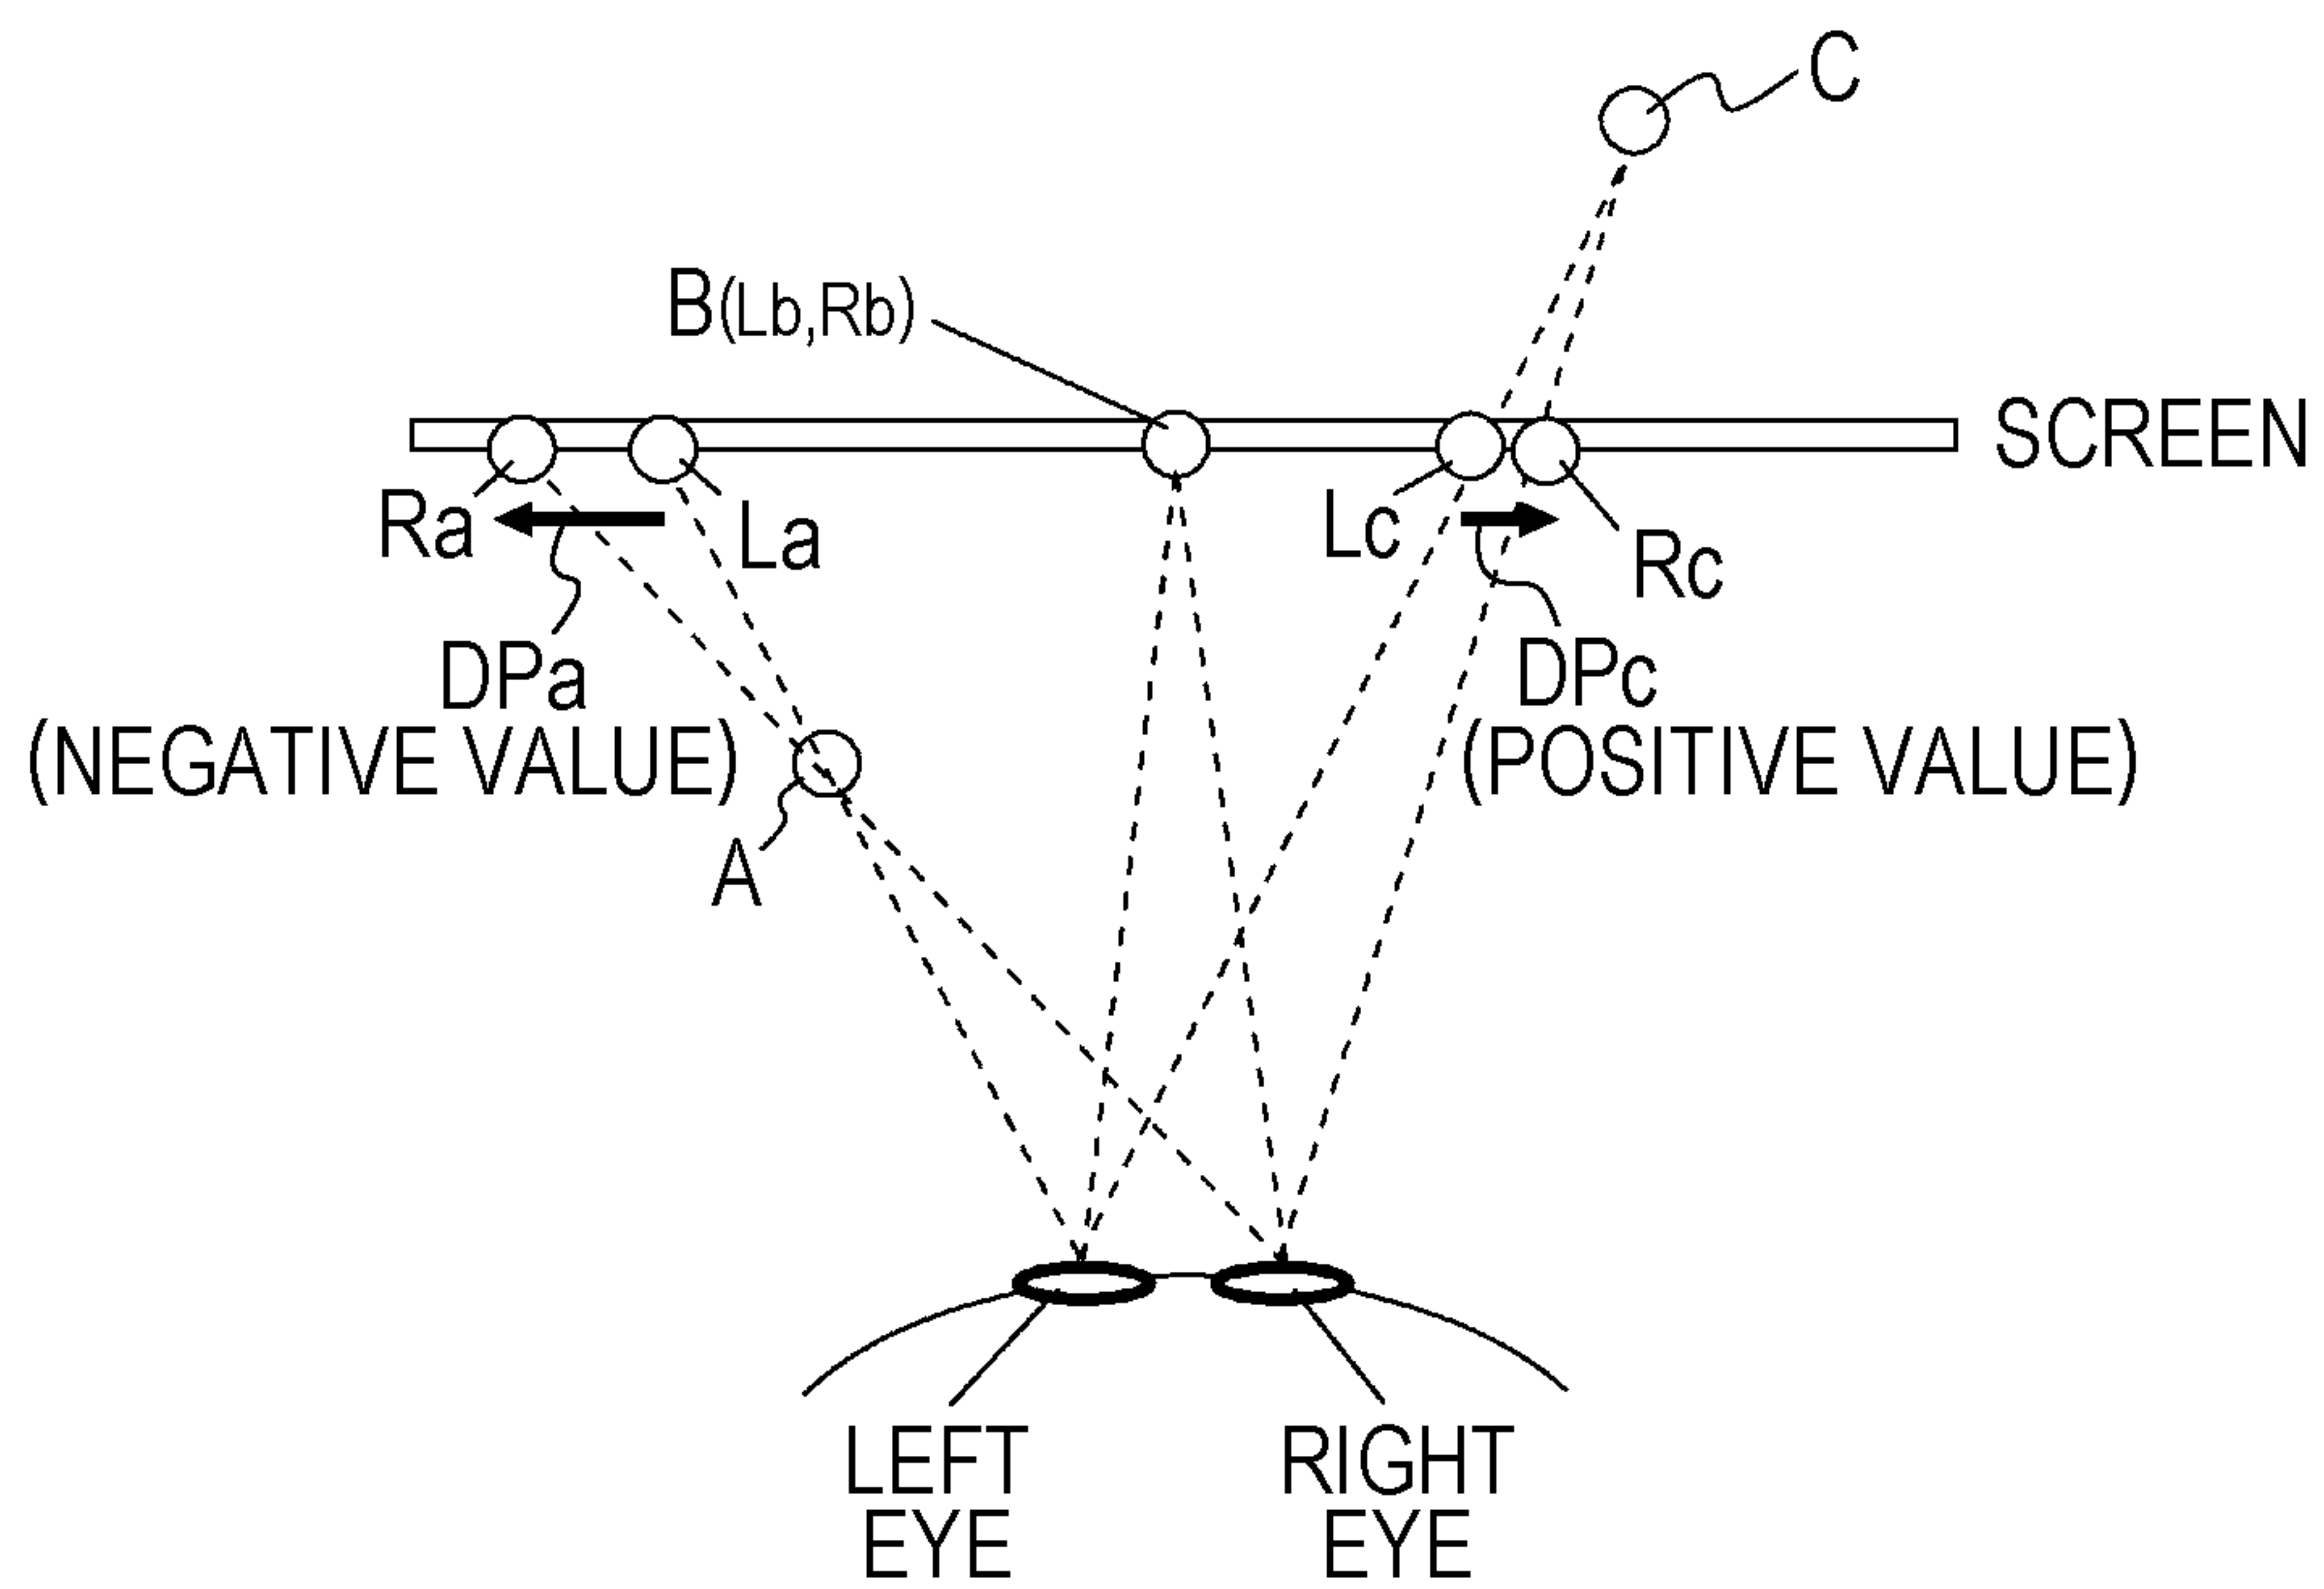 C
B(Lb,Rb)
SCREEN
Ra
La
Lc
Rc
DPa
(NEGATIVE VALUE)
DPc
(POSITIVE VALUE)
A
LEFT
EYE
RIGHT
EYE